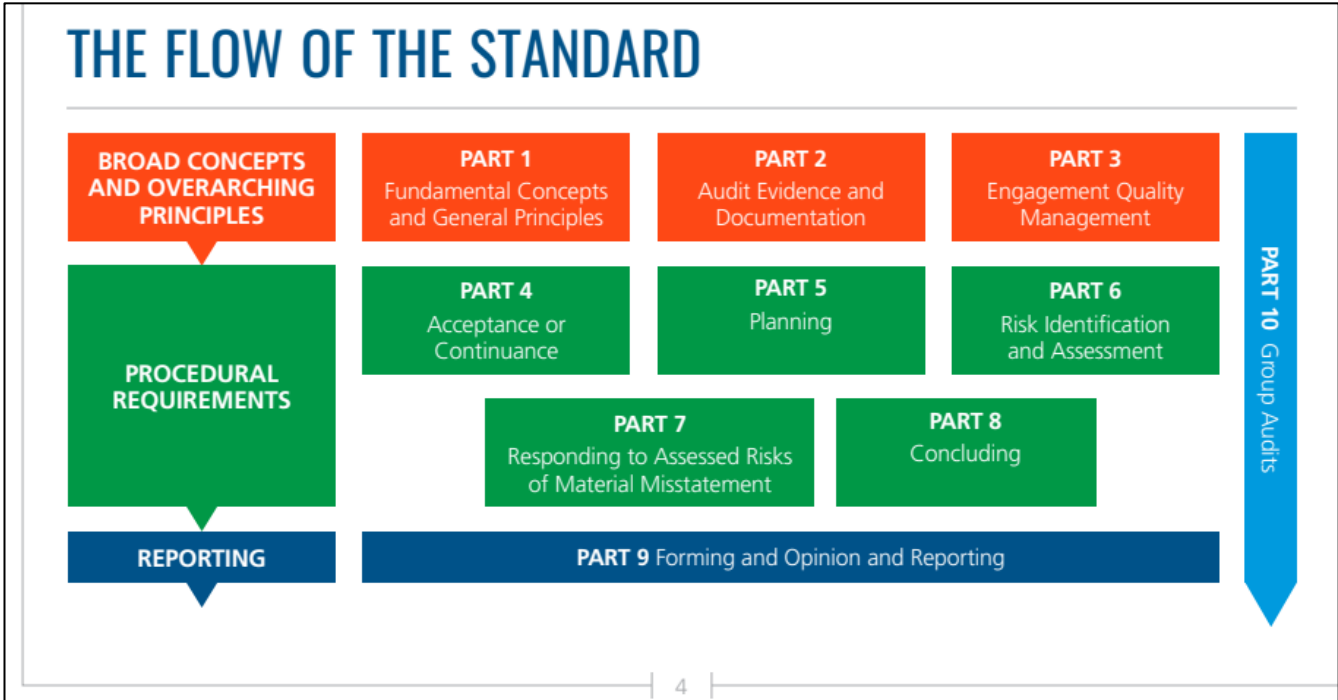 THE FLOW OF THE STANDARD
BROAD CONCEPTS
AND OVERARCHING
PRINCIPLES
PART 1
Fundamental Concepts
and General Principles
PART 2
Audit Evidence and
Documentation
PART 3
Engagement Quality
Management
PROCEDURAL
REQUIREMENTS
PART 4
Acceptance or
Continuance
PART 5
Planning
PART 6
Risk Identification
and Assessment
PART 7
Responding to Assessed Risks
of Material Misstatement
PART 8
Concluding
REPORTING
PART 9 Forming and Opinion and Reporting
PART 10 Group Audits
4